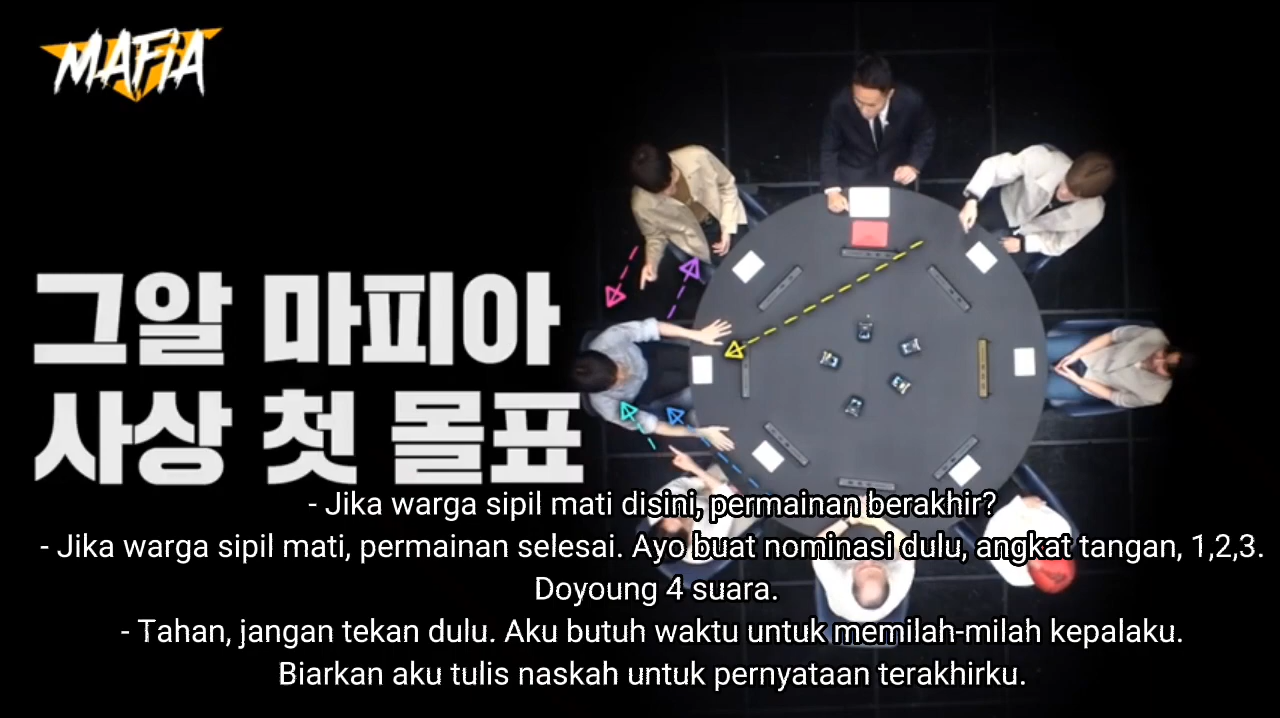 MAFIA
그알 마피아
사상 첫 몰표
- Jika warga sipil mati disini, permainan berakhir?
- Jika warga sipil mati, permainan selesai. Ayo buat nominasi dulu, angkat tangan, 1,2,3.
Doyoung 4 suara.
- Tahan, jangan tekan dulu. Aku butuh waktu untuk memilah-milah kepalaku.
Biarkan aku tulis naskah untuk pernyataan terakhirku.